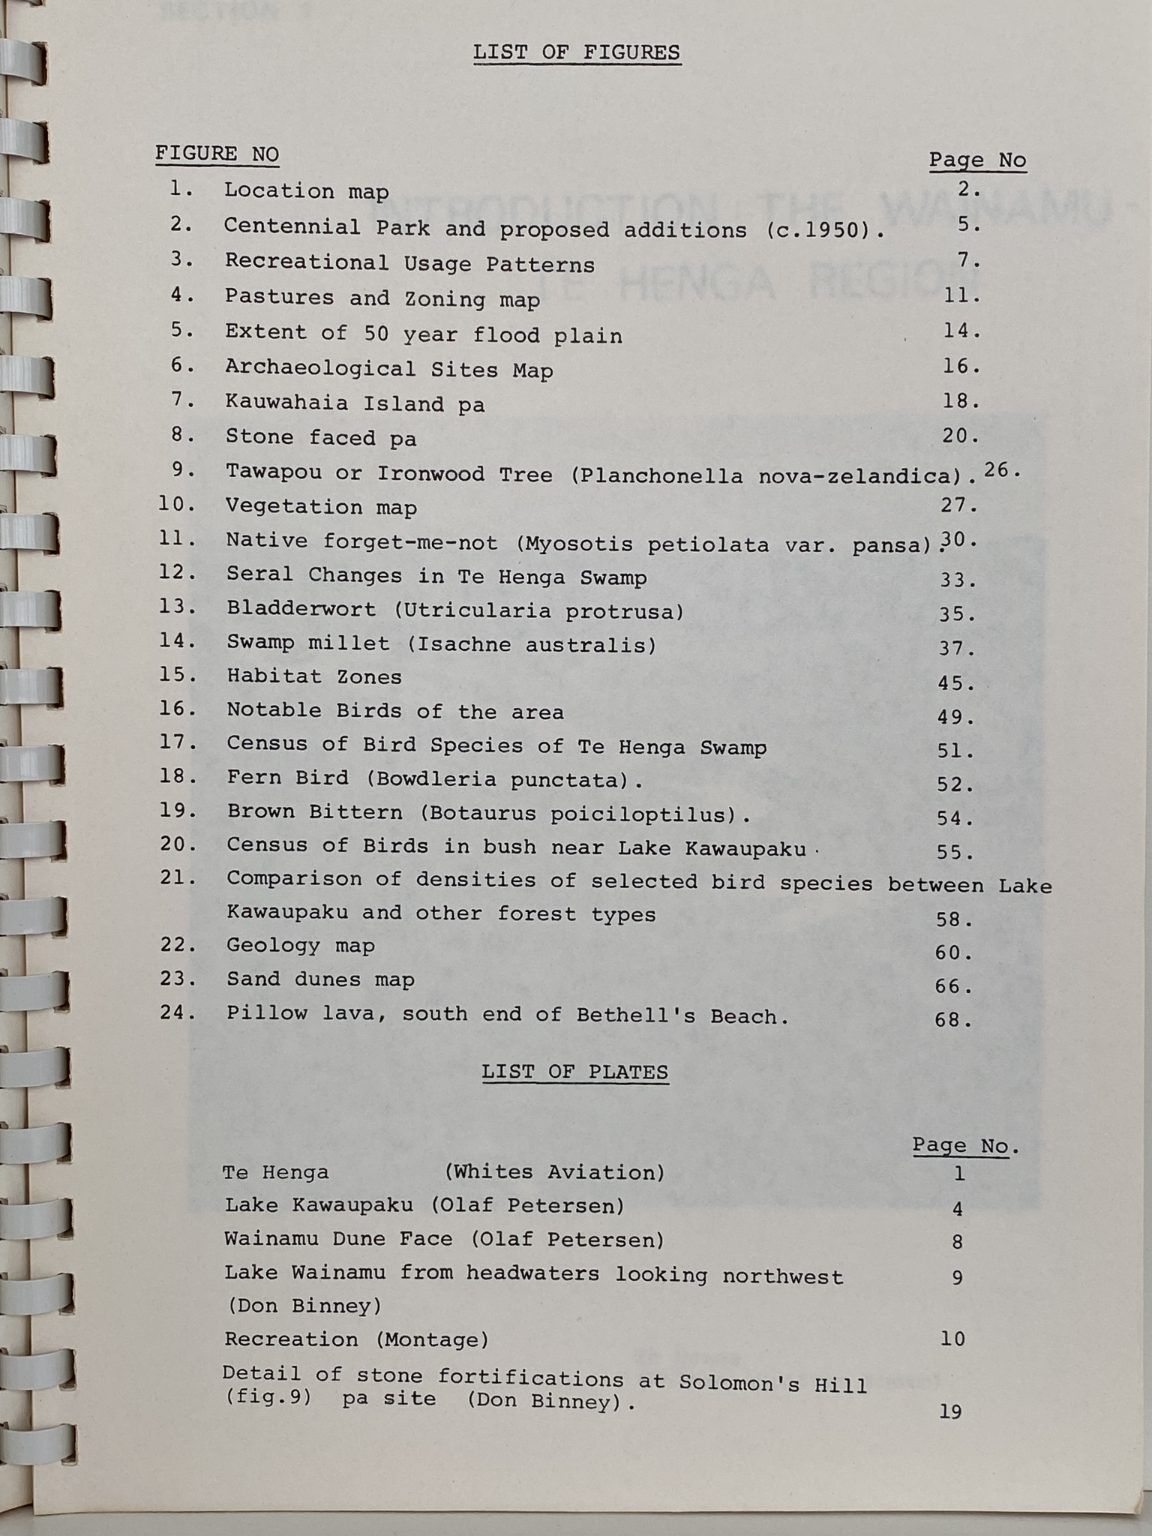 LIST OF FIGURES
FIGURE NO Page No
1. Location map 2.
2. Centennial Park and proposed additions (c.1950). 5.
3. Recreational Usage Patterns 7.
4. Pastures and Zoning map 11.
5. Extent of 50 year flood plain 14.
6. Archaeological Sites Map 16.
7. Kauwahaia Island pa 18.
8. Stone faced pa 20.
9. Tawapou or Ironwood Tree (Planchonella nova-zelandica). 26.
10. Vegetation map 27.
11. Native forget-me-not (Myosotis petiolata var. pansa). 30.
12. Seral Changes in Te Henga Swamp 33.
13. Bladderwort (Utricularia protrusa) 35.
14. Swamp millet (Isachne australis) 37.
15. Habitat Zones 45.
16. Notable Birds of the area 49.
17. Census of Bird Species of Te Henga Swamp 51.
18. Fern Bird (Bowdleria punctata). 52.
19. Brown Bittern (Botaurus poiciloptilus). 54.
20. Census of Birds in bush near Lake Kawaupaku. 55.
21. Comparison of densities of selected bird species between Lake
Kawaupaku and other forest types 58.
22. Geology map 60.
23. Sand dunes map 66.
24. Pillow lava, south end of Bethell's Beach. 68.
LIST OF PLATES
Page No.
Te Henga (Whites Aviation) 1
Lake Kawaupaku (Olaf Petersen) 4
Wainamu Dune Face (Olaf Petersen) 8
Lake Wainamu from headwaters looking northwest 9
(Don Binney)
Recreation (Montage) 10
Detail of stone fortifications at Solomon's Hill
(fig.9) pa site (Don Binney). 19
SECTION 1
INTRODUCTION THE WAINAMU-
TE HENGA REGION